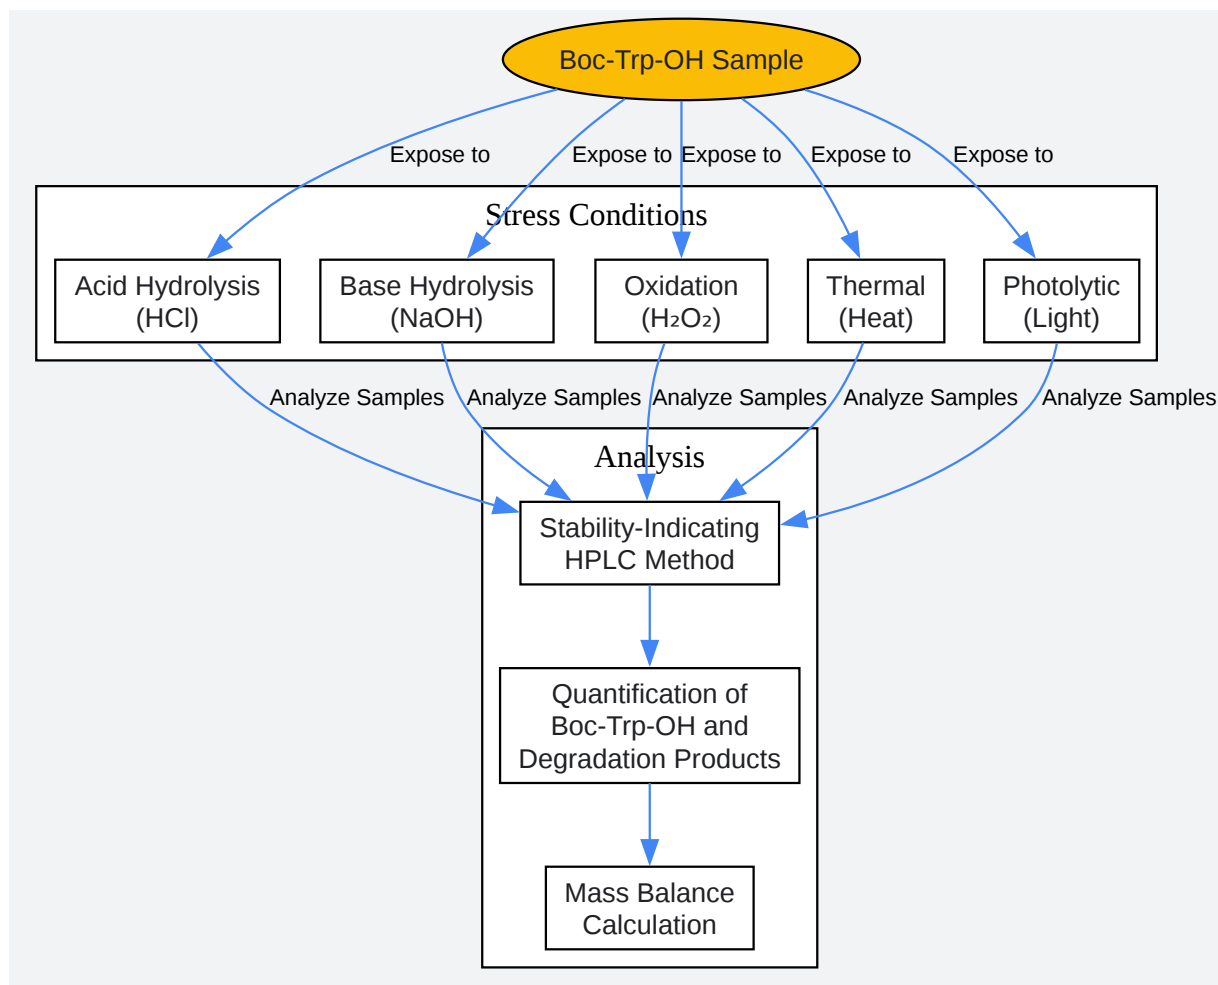 Boc-Trp-OH Sample
Expose to Expose to Expose to Expose to Expose to
Stress Conditions
Acid Hydrolysis
(HCl)
Base Hydrolysis
(NaOH)
Oxidation
(H₂O₂)
Thermal
(Heat)
Photolytic
(Light)
Analyze Samples Analyze Samples Analyze Samples Analyze Samples Analyze Samples
Analysis
Stability-Indicating
HPLC Method
Quantification of
Boc-Trp-OH and
Degradation Products
Mass Balance
Calculation